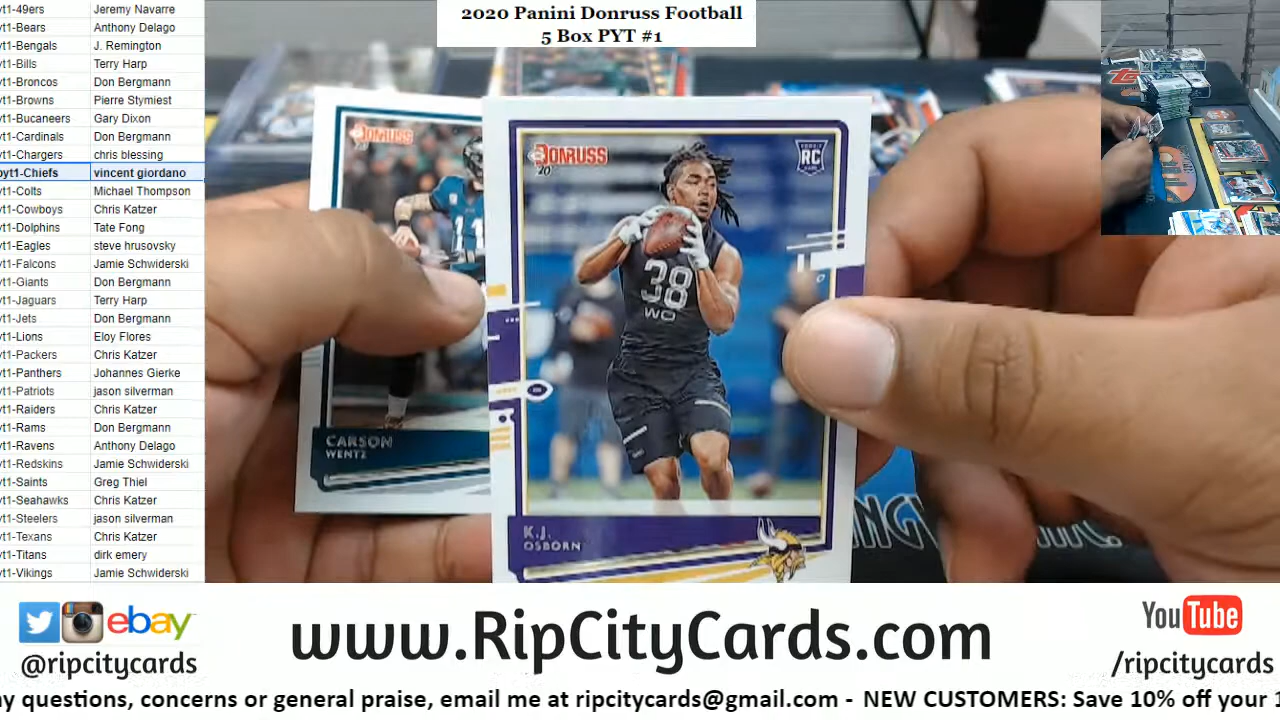 2020 Panini Donruss Football
5 Box PYT #1
yt1-49ers Jeremy Navarre
yt1-Bears Anthony Delago
yt1-Bengals J. Remington
yt1-Bills Terry Harp
yt1-Broncos Don Bergmann
yt1-Browns Pierre Stymiest
yt1-Bucaneers Gary Dixon
yt1-Cardinals Don Bergmann
yt1-Chargers chris blessing
pyt1-Chiefs vincent giordano
yt1-Colts Michael Thompson
yt1-Cowboys Chris Katzer
yt1-Dolphins Tate Fong
yt1-Eagles steve hrusovsky
yt1-Falcons Jamie Schwiderski
yt1-Giants Don Bergmann
yt1-Jaguars Terry Harp
yt1-Jets Don Bergmann
yt1-Lions Eloy Flores
yt1-Packers Chris Katzer
yt1-Panthers Johannes Gierke
yt1-Patriots jason silverman
yt1-Raiders Chris Katzer
yt1-Rams Don Bergmann
yt1-Ravens Anthony Delago
yt1-Redskins Jamie Schwiderski
yt1-Saints Greg Thiel
yt1-Seahawks Chris Katzer
yt1-Steelers jason silverman
yt1-Texans Chris Katzer
yt1-Titans dirk emery
yt1-Vikings Jamie Schwiderski
DONRUSS
11
CARSON
WENTZ
DONRUSS
20
RC
38
WO
K.J.
OSBORN
ebay
@ripcitycards
www.RipCityCards.com
YouTube
/ripcitycards
ny questions, concerns or general praise, email me at ripcitycards@gmail.com - NEW CUSTOMERS: Save 10% off your 1